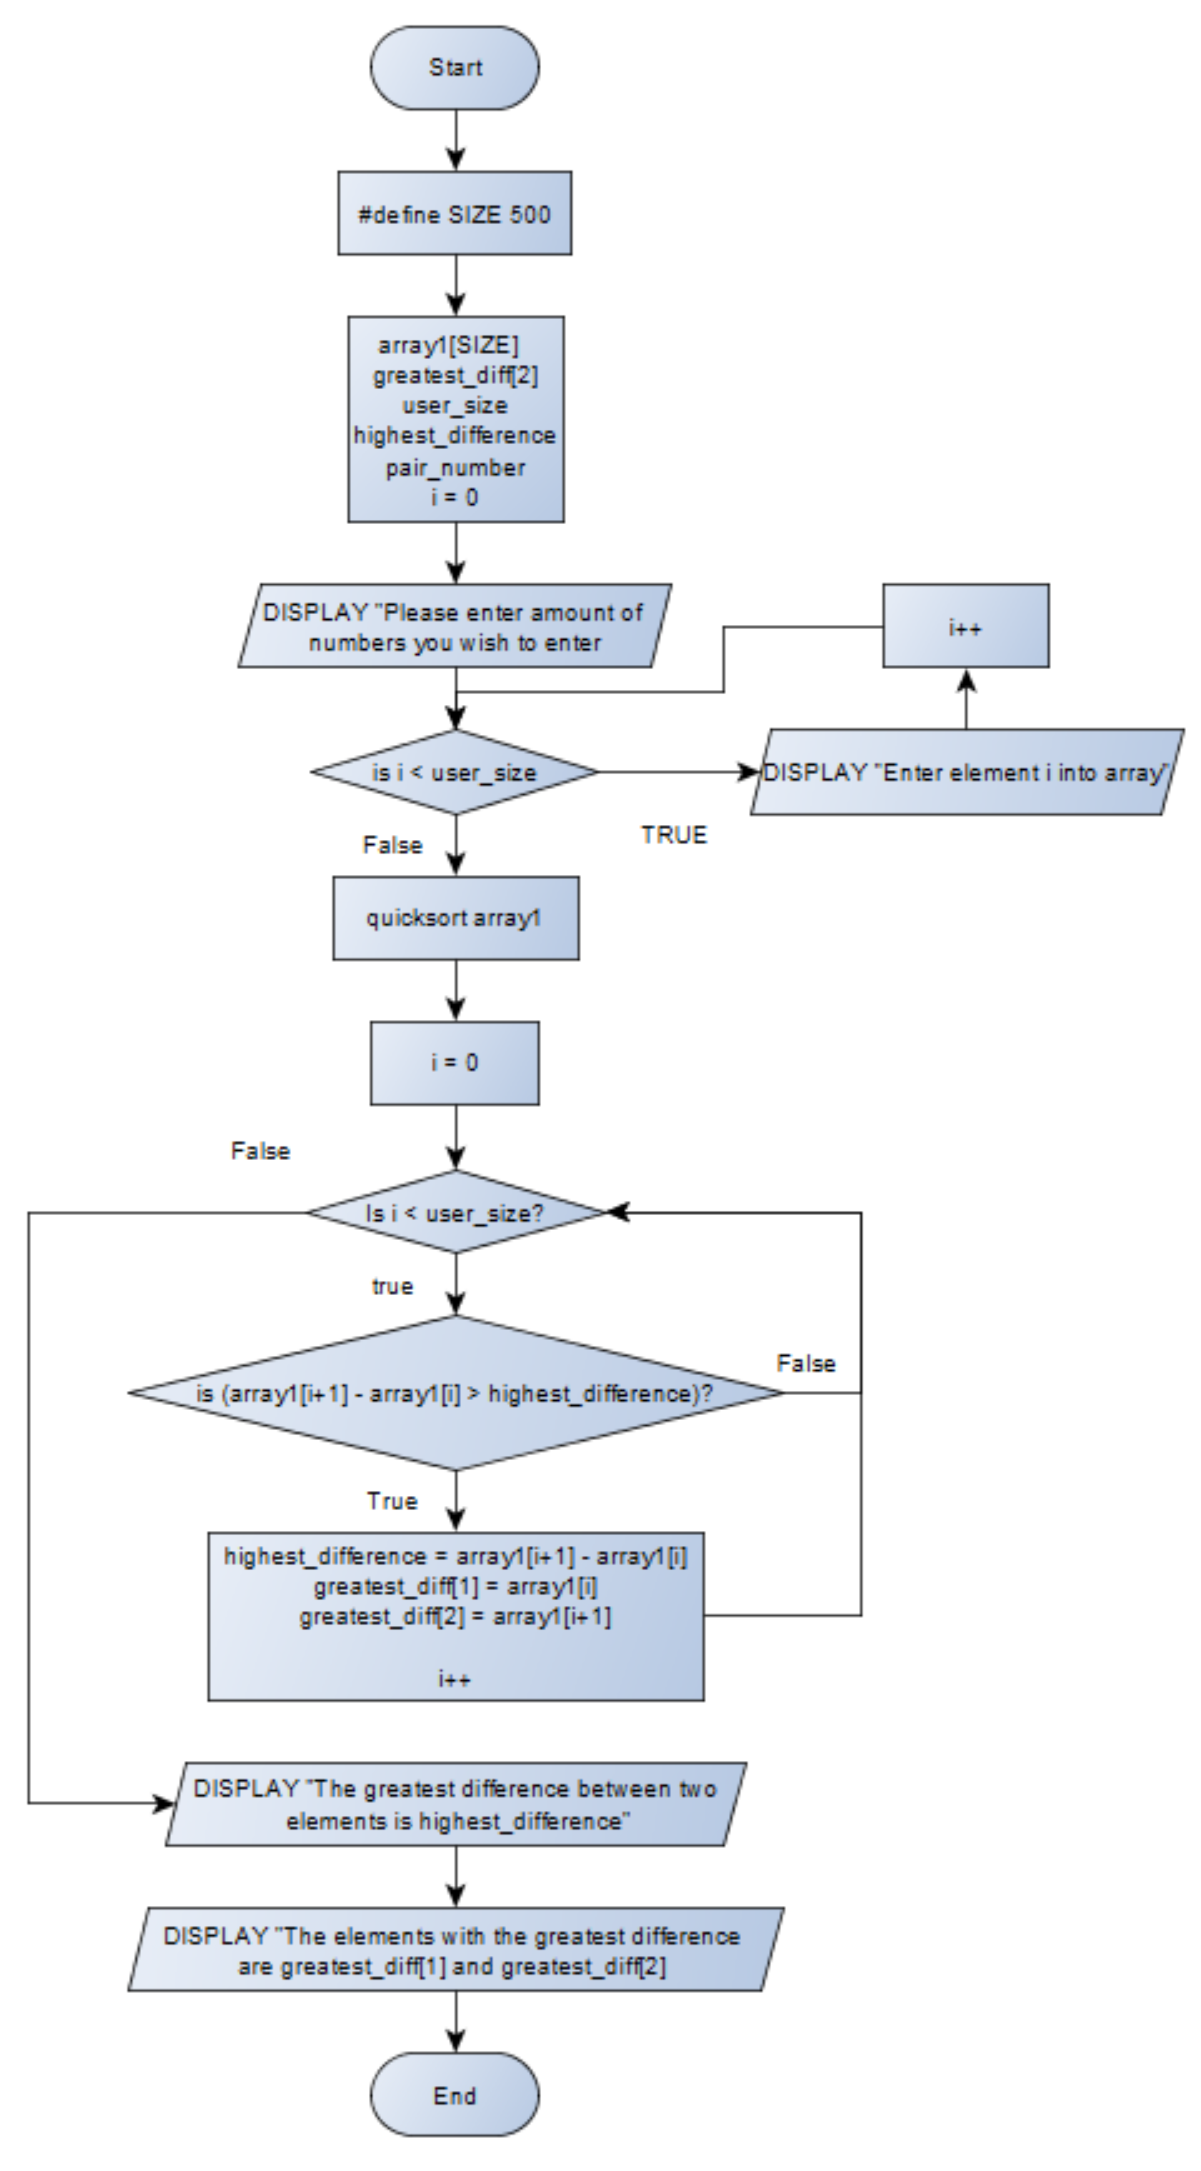 Start
#define SIZE 500
array1[SIZE]
greatest_diff[2]
user_size
highest_difference
pair_number
i = 0
DISPLAY "Please enter amount of
numbers you wish to enter
i++
is i < user_size
DISPLAY "Enter element i into array"
False
TRUE
quicksort array1
i = 0
False
Is i < user_size?
true
is (array1[i+1] - array1[i] > highest_difference)?
False
True
highest_difference = array1[i+1] - array1[i]
greatest_diff[1] = array1[i]
greatest_diff[2] = array1[i+1]
i++
DISPLAY "The greatest difference between two
elements is highest_difference"
DISPLAY "The elements with the greatest difference
are greatest_diff[1] and greatest_diff[2]
End